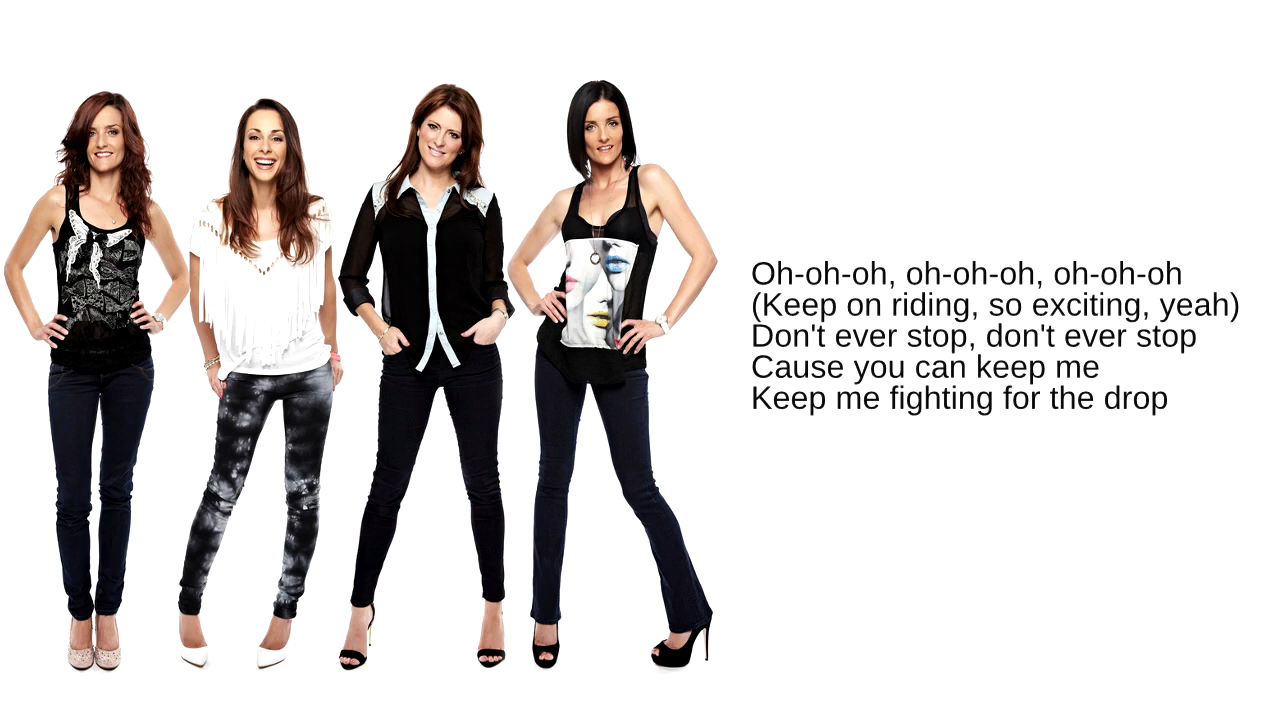 Oh-oh-oh, oh-oh-oh, oh-oh-oh
(Keep on riding, so exciting, yeah)
Don't ever stop, don't ever stop
Cause you can keep me
Keep me fighting for the drop